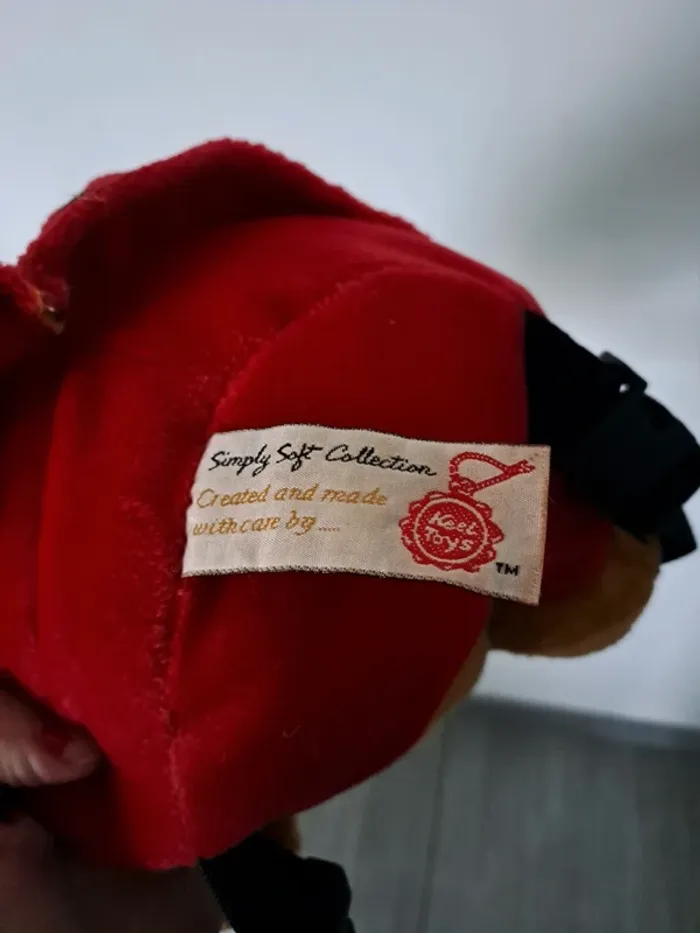 Simply Soft Collection
Created and made
with care by.....
Keel
Toys
TM